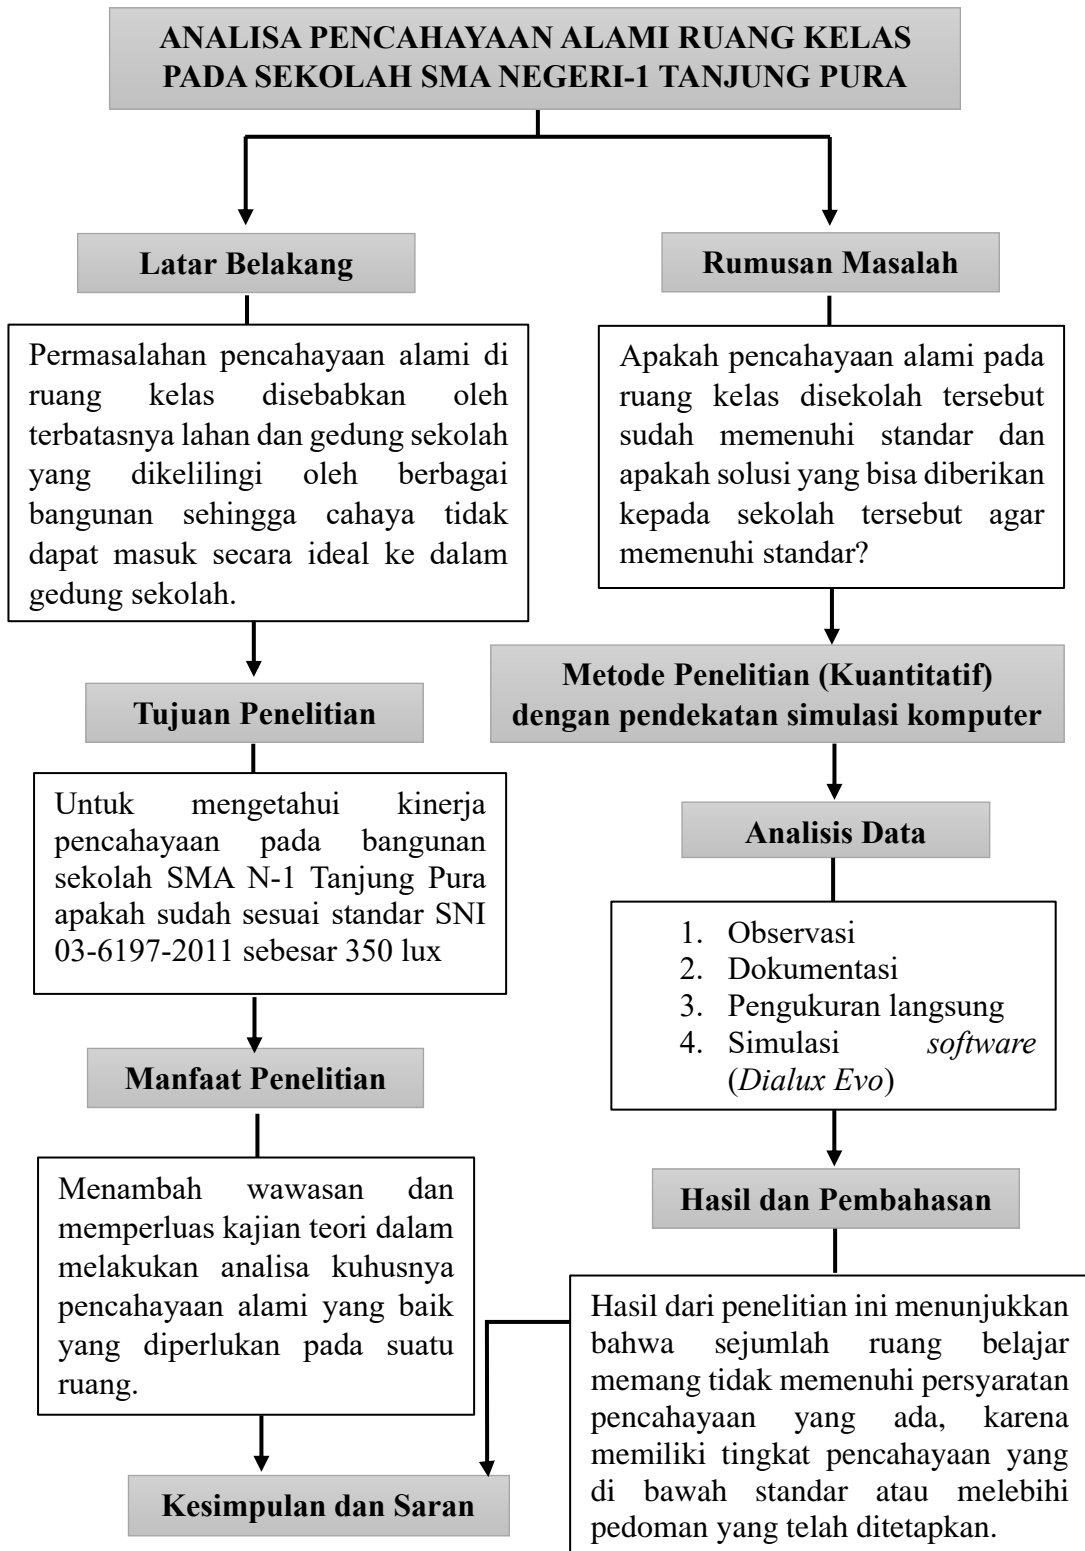 ANALISA PENCAHAYAAN ALAMI RUANG KELAS
PADA SEKOLAH SMA NEGERI-1 TANJUNG PURA
Latar Belakang
Permasalahan pencahayaan alami di
ruang kelas disebabkan oleh
terbatasnya lahan dan gedung sekolah
yang dikelilingi oleh berbagai
bangunan sehingga cahaya tidak
dapat masuk secara ideal ke dalam
gedung sekolah.
Tujuan Penelitian
Untuk mengetahui kinerja
pencahayaan pada bangunan
sekolah SMA N-1 Tanjung Pura
apakah sudah sesuai standar SNI
03-6197-2011 sebesar 350 lux
Manfaat Penelitian
Menambah wawasan dan
memperluas kajian teori dalam
melakukan analisa kuhusnya
pencahayaan alami yang baik
yang diperlukan pada suatu
ruang.
Rumusan Masalah
Apakah pencahayaan alami pada
ruang kelas disekolah tersebut
sudah memenuhi standar dan
apakah solusi yang bisa diberikan
kepada sekolah tersebut agar
memenuhi standar?
Metode Penelitian (Kuantitatif)
dengan pendekatan simulasi komputer
Analisis Data
1. Observasi
2. Dokumentasi
3. Pengukuran langsung
4. Simulasi software
(Dialux Evo)
Hasil dan Pembahasan
Hasil dari penelitian ini menunjukkan
bahwa sejumlah ruang belajar
memang tidak memenuhi persyaratan
pencahayaan yang ada, karena
memiliki tingkat pencahayaan yang
di bawah standar atau melebihi
pedoman yang telah ditetapkan.
Kesimpulan dan Saran